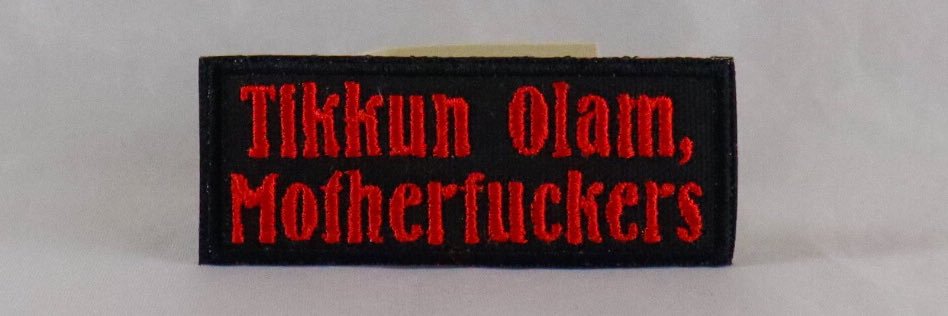 Tikkun Olam,
Motherfuckers